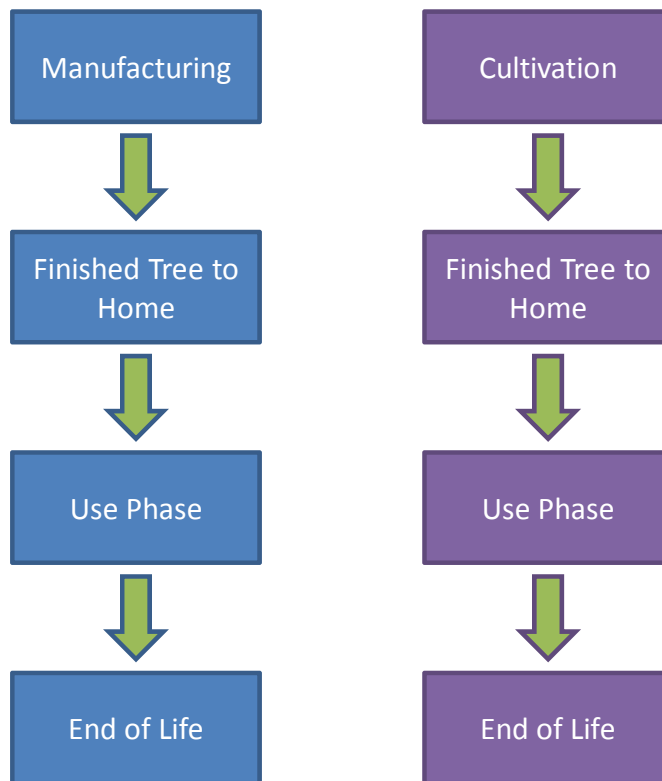 Manufacturing
Finished Tree to
Home
Use Phase
End of Life
Cultivation
Finished Tree to
Home
Use Phase
End of Life